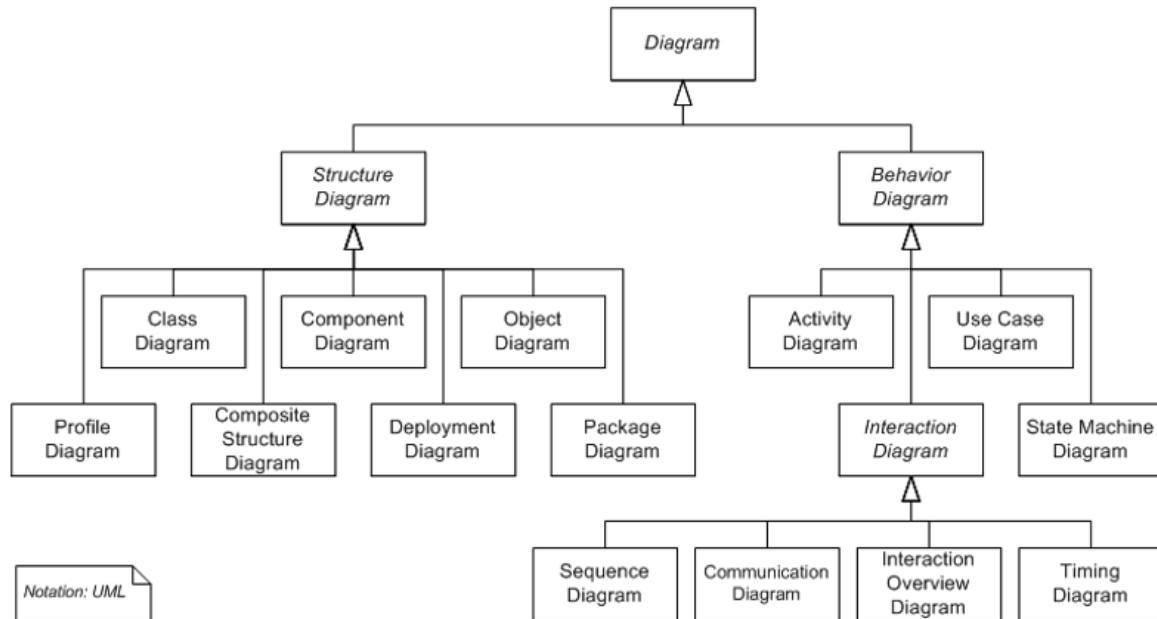 Diagram
Structure
Diagram
Behavior
Diagram
Class
Diagram
Component
Diagram
Object
Diagram
Activity
Diagram
Use Case
Diagram
Profile
Diagram
Composite
Structure
Diagram
Deployment
Diagram
Package
Diagram
Interaction
Diagram
State Machine
Diagram
Sequence
Diagram
Communication
Diagram
Interaction
Overview
Diagram
Timing
Diagram
Notation: UML